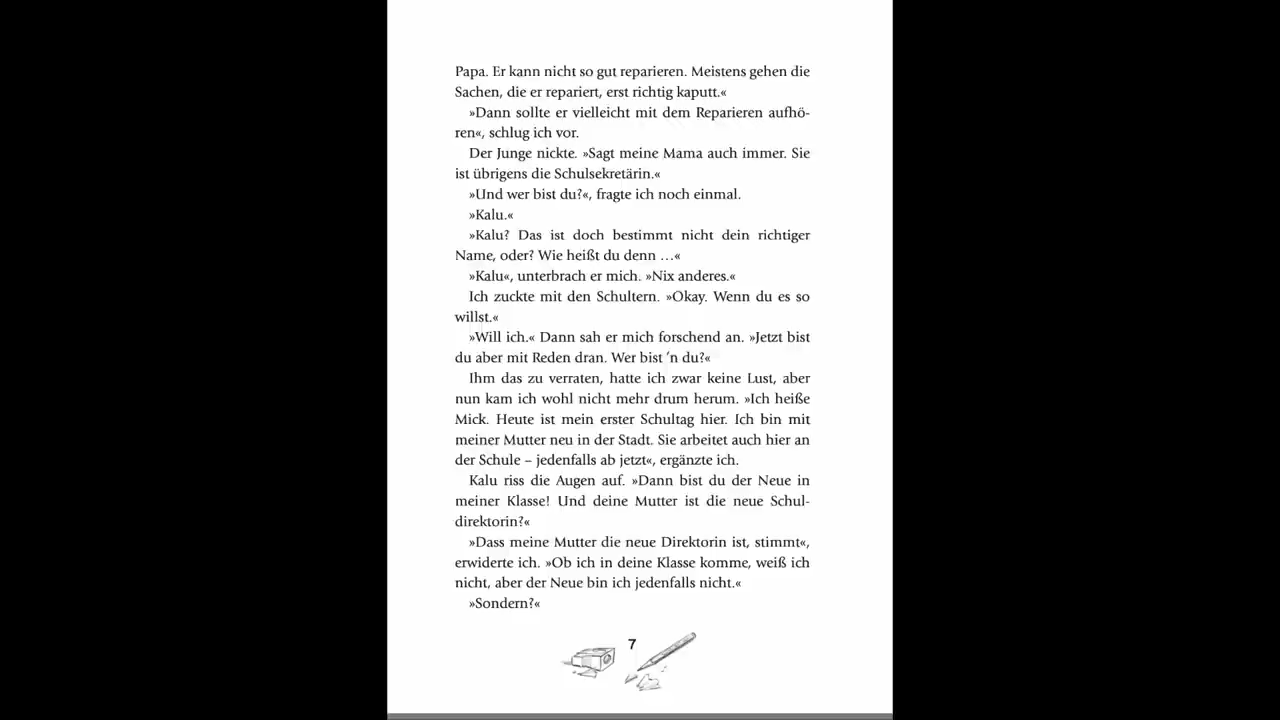 Papa. Er kann nicht so gut reparieren. Meistens gehen die
Sachen, die er repariert, erst richtig kaputt.«
»Dann sollte er vielleicht mit dem Reparieren aufhö-
ren«, schlug ich vor.
Der Junge nickte. »Sagt meine Mama auch immer. Sie
ist übrigens die Schulsekretärin.«
»Und wer bist du?«, fragte ich noch einmal.
»Kalu.«
»Kalu? Das ist doch bestimmt nicht dein richtiger
Name, oder? Wie heißt du denn …«
»Kalu«, unterbrach er mich. »Nix anderes.«
Ich zuckte mit den Schultern. »Okay. Wenn du es so
willst.«
»Will ich.« Dann sah er mich forschend an. »Jetzt bist
du aber mit Reden dran. Wer bist ’n du?«
Ihm das zu verraten, hatte ich zwar keine Lust, aber
nun kam ich wohl nicht mehr drum herum. »Ich heiße
Mick. Heute ist mein erster Schultag hier. Ich bin mit
meiner Mutter neu in der Stadt. Sie arbeitet auch hier an
der Schule – jedenfalls ab jetzt«, ergänzte ich.
Kalu riss die Augen auf. »Dann bist du der Neue in
meiner Klasse! Und deine Mutter ist die neue Schul-
direktorin?«
»Dass meine Mutter die neue Direktorin ist, stimmt«,
erwiderte ich. »Ob ich in deine Klasse komme, weiß ich
nicht, aber der Neue bin ich jedenfalls nicht.«
»Sondern?«
7